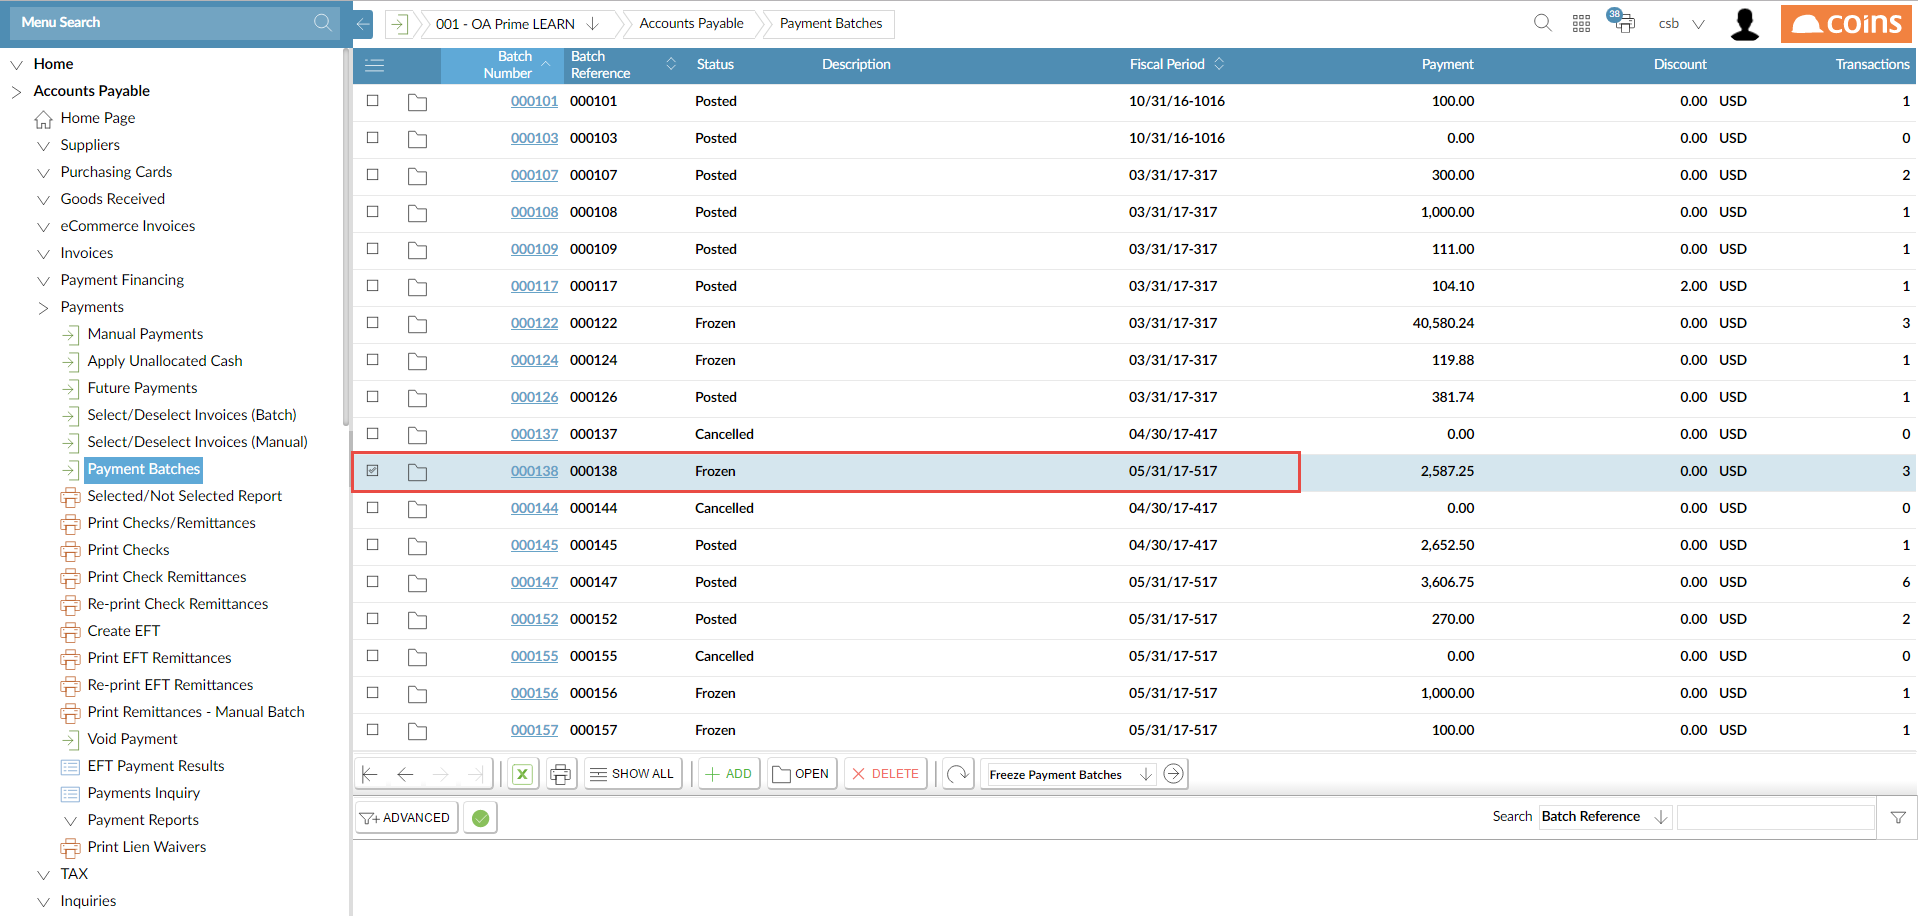 Menu Search
001 - OA Prime LEARN
Accounts Payable
Payment Batches
38
csb
coins
Home
Accounts Payable
Home Page
Suppliers
Purchasing Cards
Goods Received
eCommerce Invoices
Invoices
Payment Financing
Payments
Manual Payments
Apply Unallocated Cash
Future Payments
Select/Deselect Invoices (Batch)
Select/Deselect Invoices (Manual)
Payment Batches
Selected/Not Selected Report
Print Checks/Remittances
Print Checks
Print Check Remittances
Re-print Check Remittances
Create EFT
Print EFT Remittances
Re-print EFT Remittances
Print Remittances - Manual Batch
Void Payment
EFT Payment Results
Payments Inquiry
Payment Reports
Print Lien Waivers
TAX
Inquiries
Batch Number Batch Reference Status Description Fiscal Period Payment Discount Transactions
000101 000101 Posted 10/31/16-1016 100.00 0.00 USD 1
000103 000103 Posted 10/31/16-1016 0.00 0.00 USD 0
000107 000107 Posted 03/31/17-317 300.00 0.00 USD 2
000108 000108 Posted 03/31/17-317 1,000.00 0.00 USD 1
000109 000109 Posted 03/31/17-317 111.00 0.00 USD 1
000117 000117 Posted 03/31/17-317 104.10 2.00 USD 1
000122 000122 Frozen 03/31/17-317 40,580.24 0.00 USD 3
000124 000124 Frozen 03/31/17-317 119.88 0.00 USD 1
000126 000126 Posted 03/31/17-317 381.74 0.00 USD 1
000137 000137 Cancelled 04/30/17-417 0.00 0.00 USD 0
000138 000138 Frozen 05/31/17-517 2,587.25 0.00 USD 3
000144 000144 Cancelled 04/30/17-417 0.00 0.00 USD 0
000145 000145 Posted 04/30/17-417 2,652.50 0.00 USD 1
000147 000147 Posted 05/31/17-517 3,606.75 0.00 USD 6
000152 000152 Posted 05/31/17-517 270.00 0.00 USD 2
000155 000155 Cancelled 05/31/17-517 0.00 0.00 USD 0
000156 000156 Frozen 05/31/17-517 1,000.00 0.00 USD 1
000157 000157 Frozen 05/31/17-517 100.00 0.00 USD 1
X SHOW ALL ADD OPEN DELETE Freeze Payment Batches
ADVANCED
Search Batch Reference